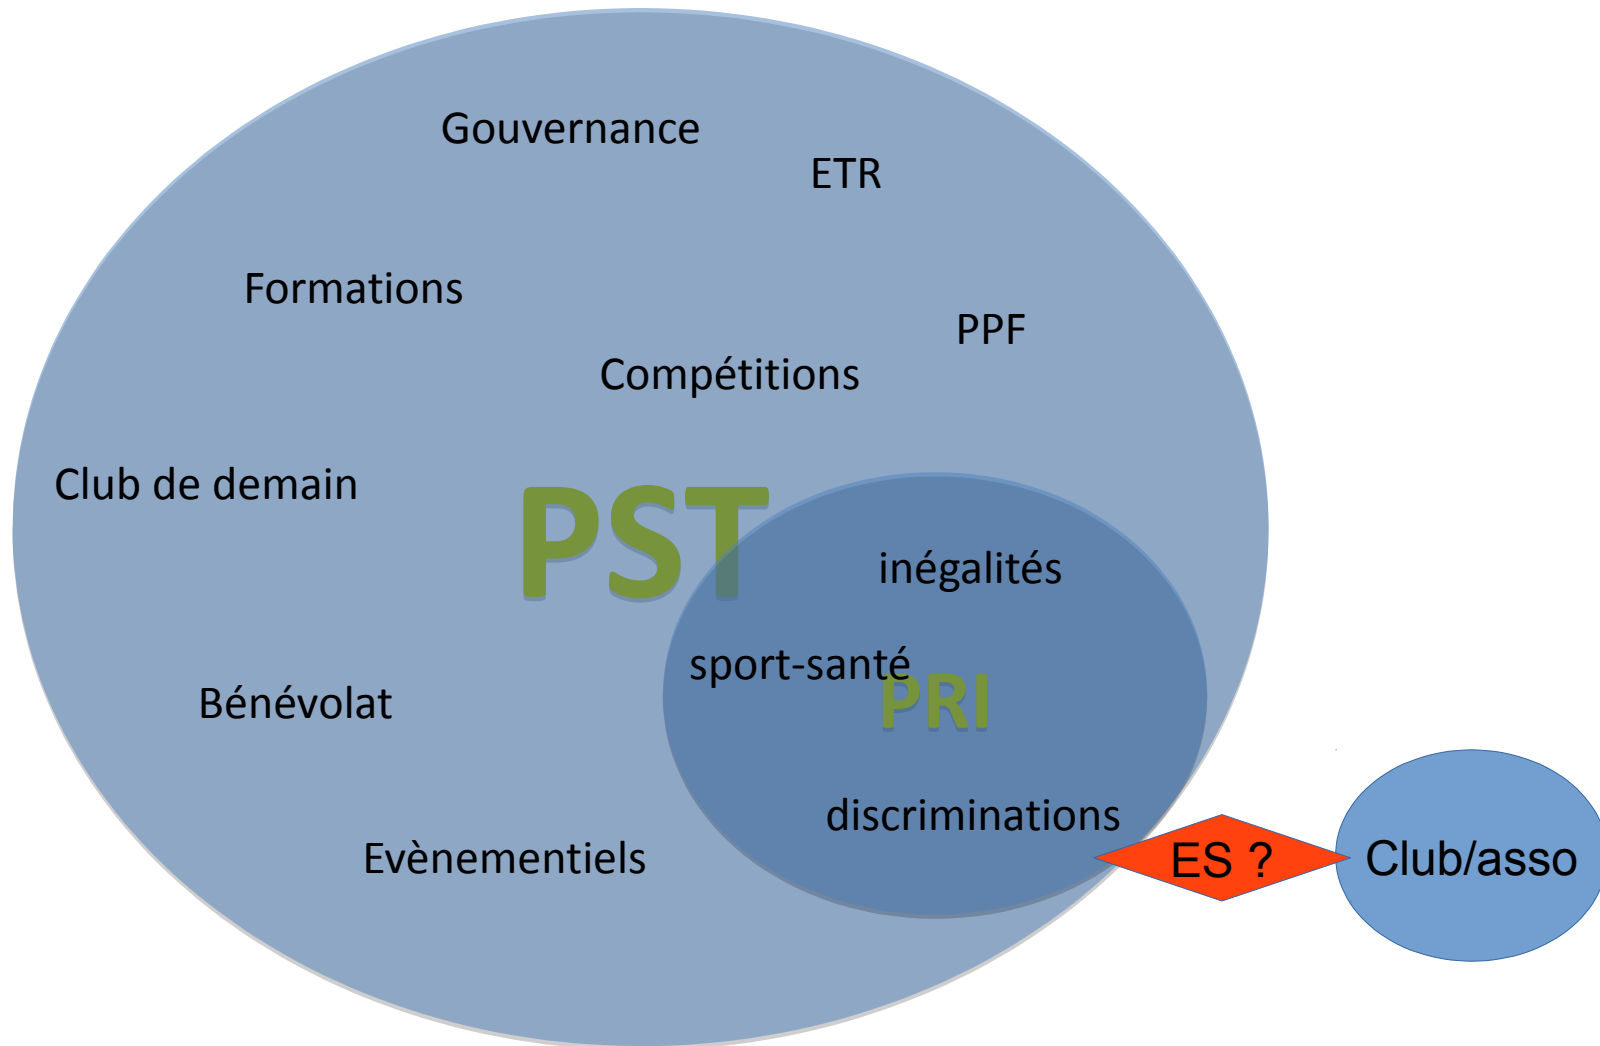 Gouvernance
ETR
Formations
PPF
Compétitions
Club de demain
PST
inégalités
sport-santé
PRI
Bénévolat
discriminations
Evènementiels
ES ?
Club/asso